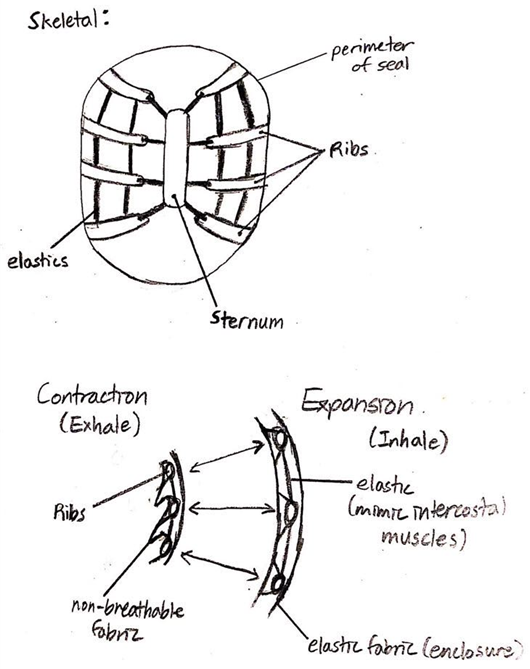 Skeletal:
perimeter
of seal
Ribs
elastics
Sternum
Contraction
(Exhale)
Expansion.
(Inhale)
Ribs
elastic
(mimic intercostal
muscles)
non-breathable
fabric
elastic fabric (enclosure)